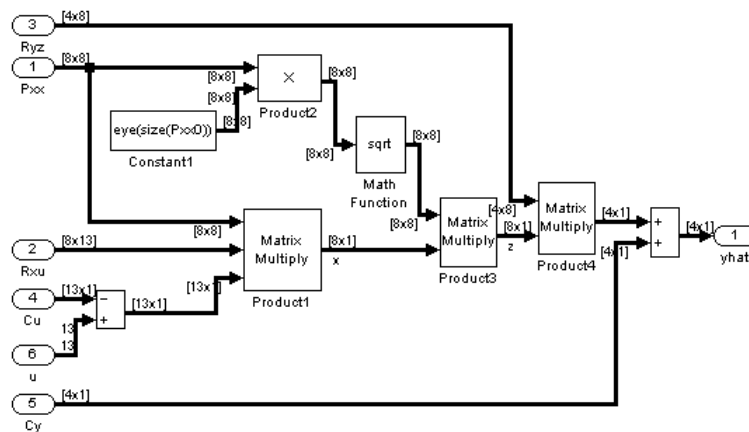 [4x8]
3
Ryz
1
[8x8]
Pxx
[8x8]
[8x8]
×
[8x8]
Product2
eye(size(Pxx0))
[8x8]
Constant1
[8x8]
sqrt
[8x8]
Math
Function
[8x8]
[8x8]
Matrix
Multiply
Product1
2
[8x13]
Rxu
[8x1]
x
Matrix
Multiply
Product3
[4x8]
[8x1]
z
Matrix
Multiply
Product4
[4x1]
+
+
[4x1]
[4x1]
1
yhat
4
[13x1]
Cu
−
+
[13x1]
[13x1]
13
13
6
u
5
[4x1]
Cy